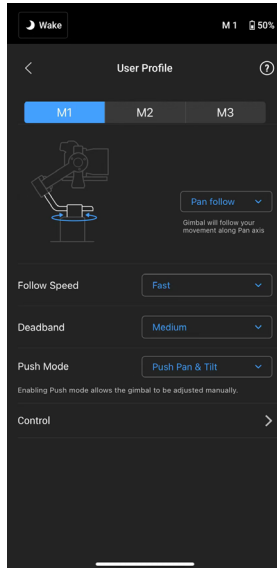 Wake
M 1 50%
User Profile
M1 M2 M3
Pan follow
Gimbal will follow your
movement along Pan axis
Follow Speed Fast
Deadband Medium
Push Mode Push Pan & Tilt
Enabling Push mode allows the gimbal to be adjusted manually.
Control